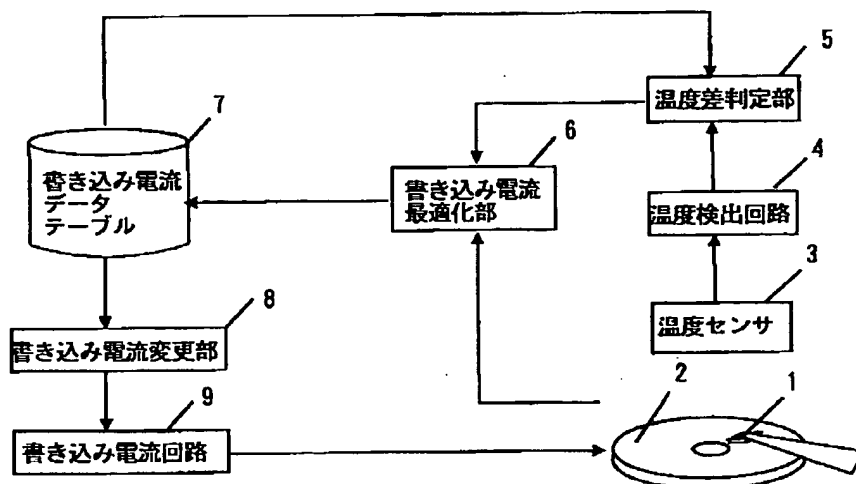 5
温度差判定部
7
6
4
書き込み電流
データ
テーブル
書き込み電流
最適化部
温度検出回路
3
8
温度センサ
書き込み電流変更部
2
1
9
書き込み電流回路